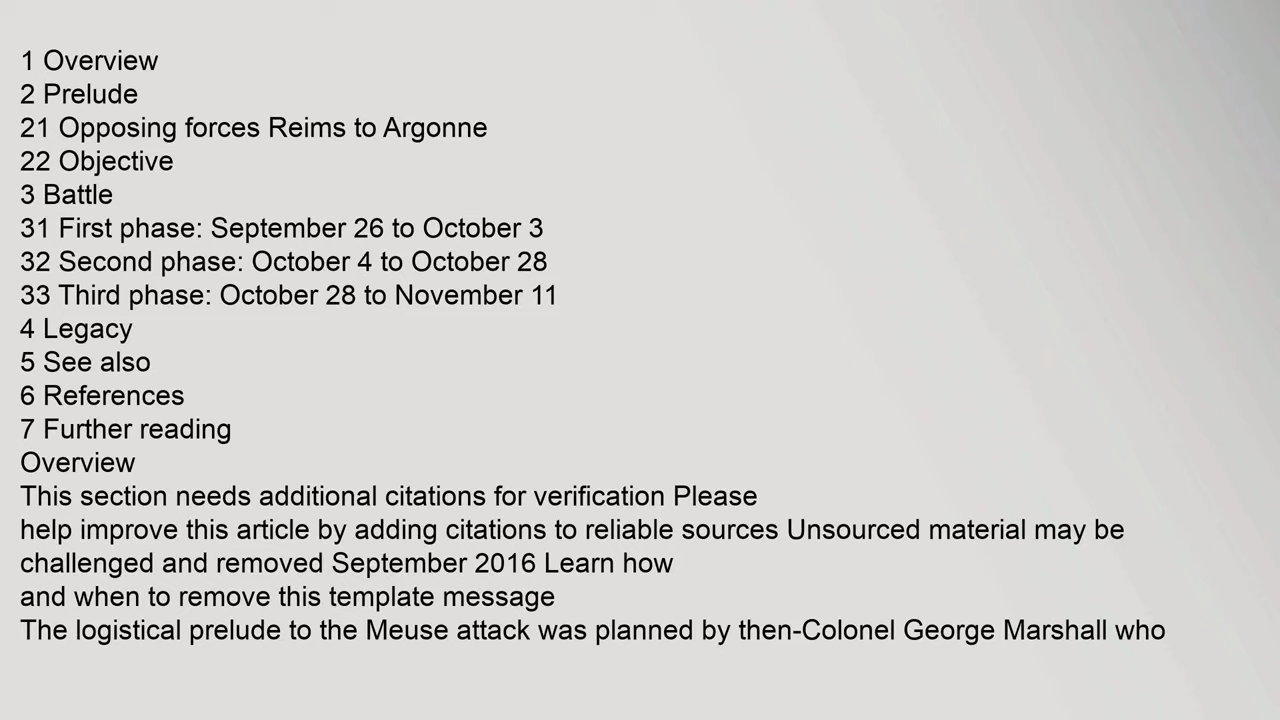 1 Overview
2 Prelude
21 Opposing forces Reims to Argonne
22 Objective
3 Battle
31 First phase: September 26 to October 3
32 Second phase: October 4 to October 28
33 Third phase: October 28 to November 11
4 Legacy
5 See also
6 References
7 Further reading
Overview
This section needs additional citations for verification Please
help improve this article by adding citations to reliable sources Unsourced material may be
challenged and removed September 2016 Learn how
and when to remove this template message
The logistical prelude to the Meuse attack was planned by then-Colonel George Marshall who